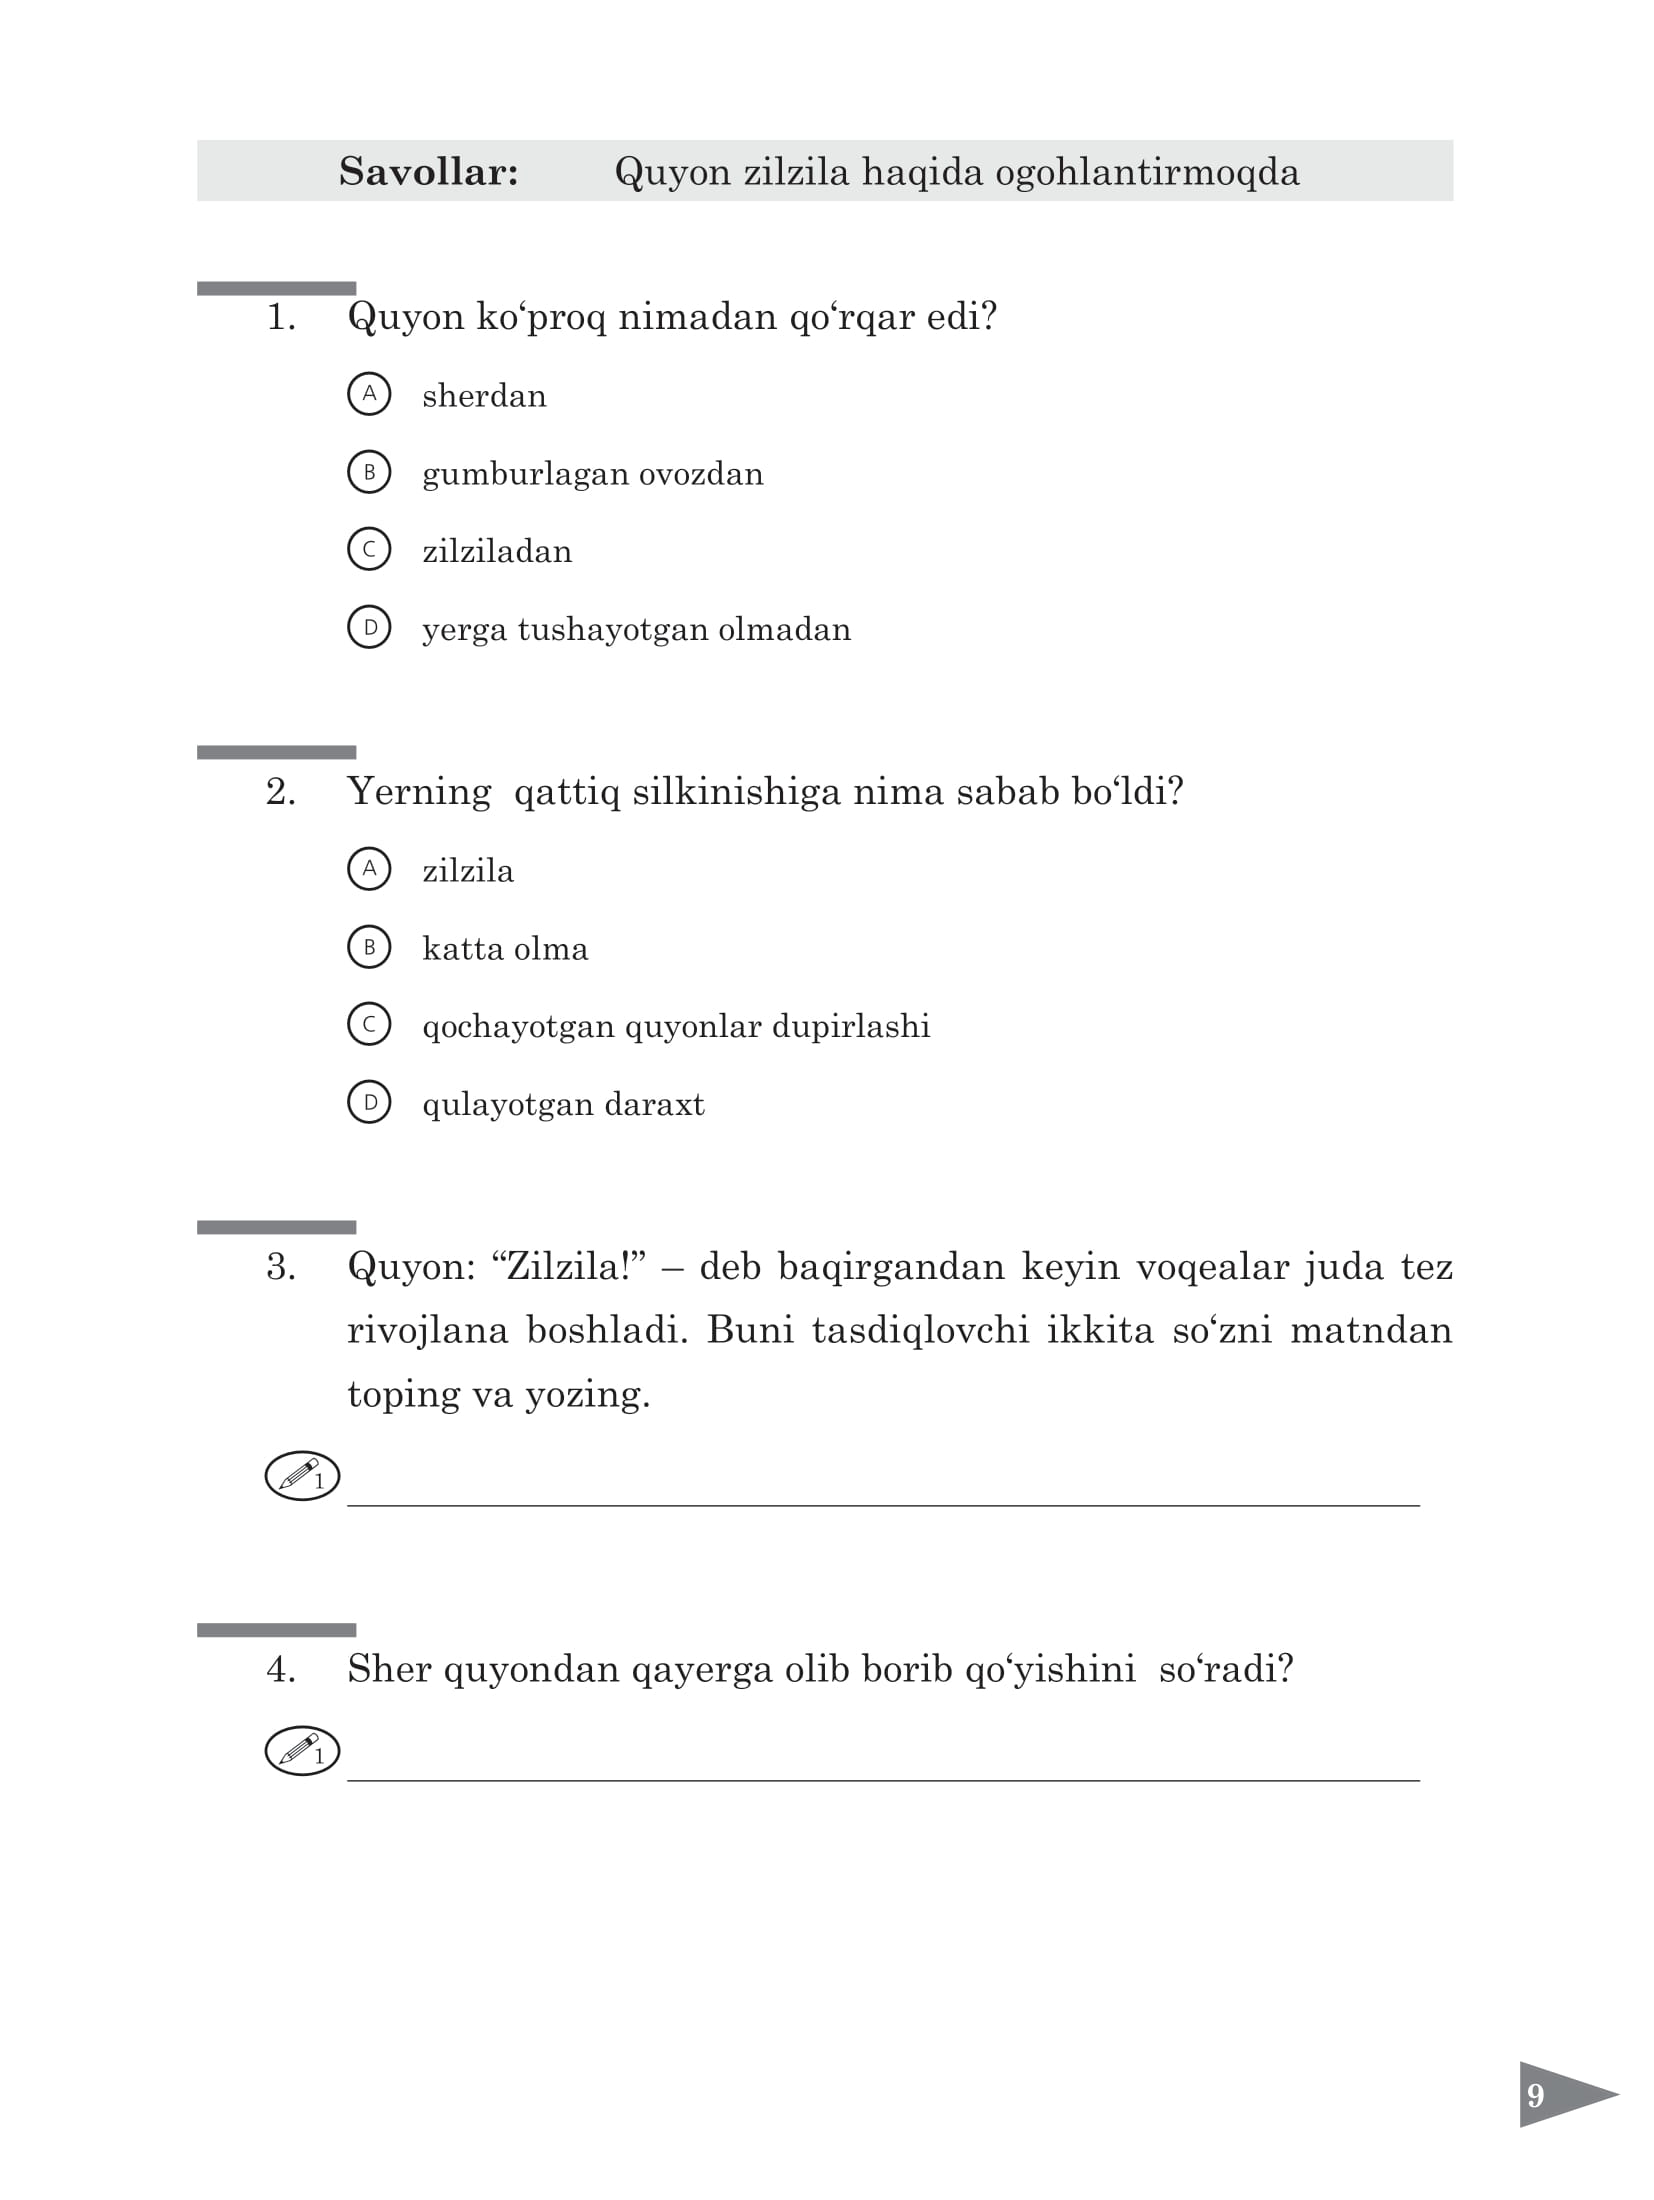 Savollar: Quyon zilzila haqida ogohlantirmoqda
1. Quyon ko‘proq nimadan qo‘rqar edi?
A sherdan
B gumburlagan ovozdan
C zilziladan
D yerga tushayotgan olmadan
2. Yerning qattiq silkinishiga nima sabab bo‘ldi?
A zilzila
B katta olma
C qochayotgan quyonlar dupirlashi
D qulayotgan daraxt
3. Quyon: “Zilzila!” – deb baqirgandan keyin voqealar juda tez
rivojlana boshladi. Buni tasdiqlovchi ikkita so‘zni matndan
toping va yozing.
1
4. Sher quyondan qayerga olib borib qo‘yishini so‘radi?
1
9